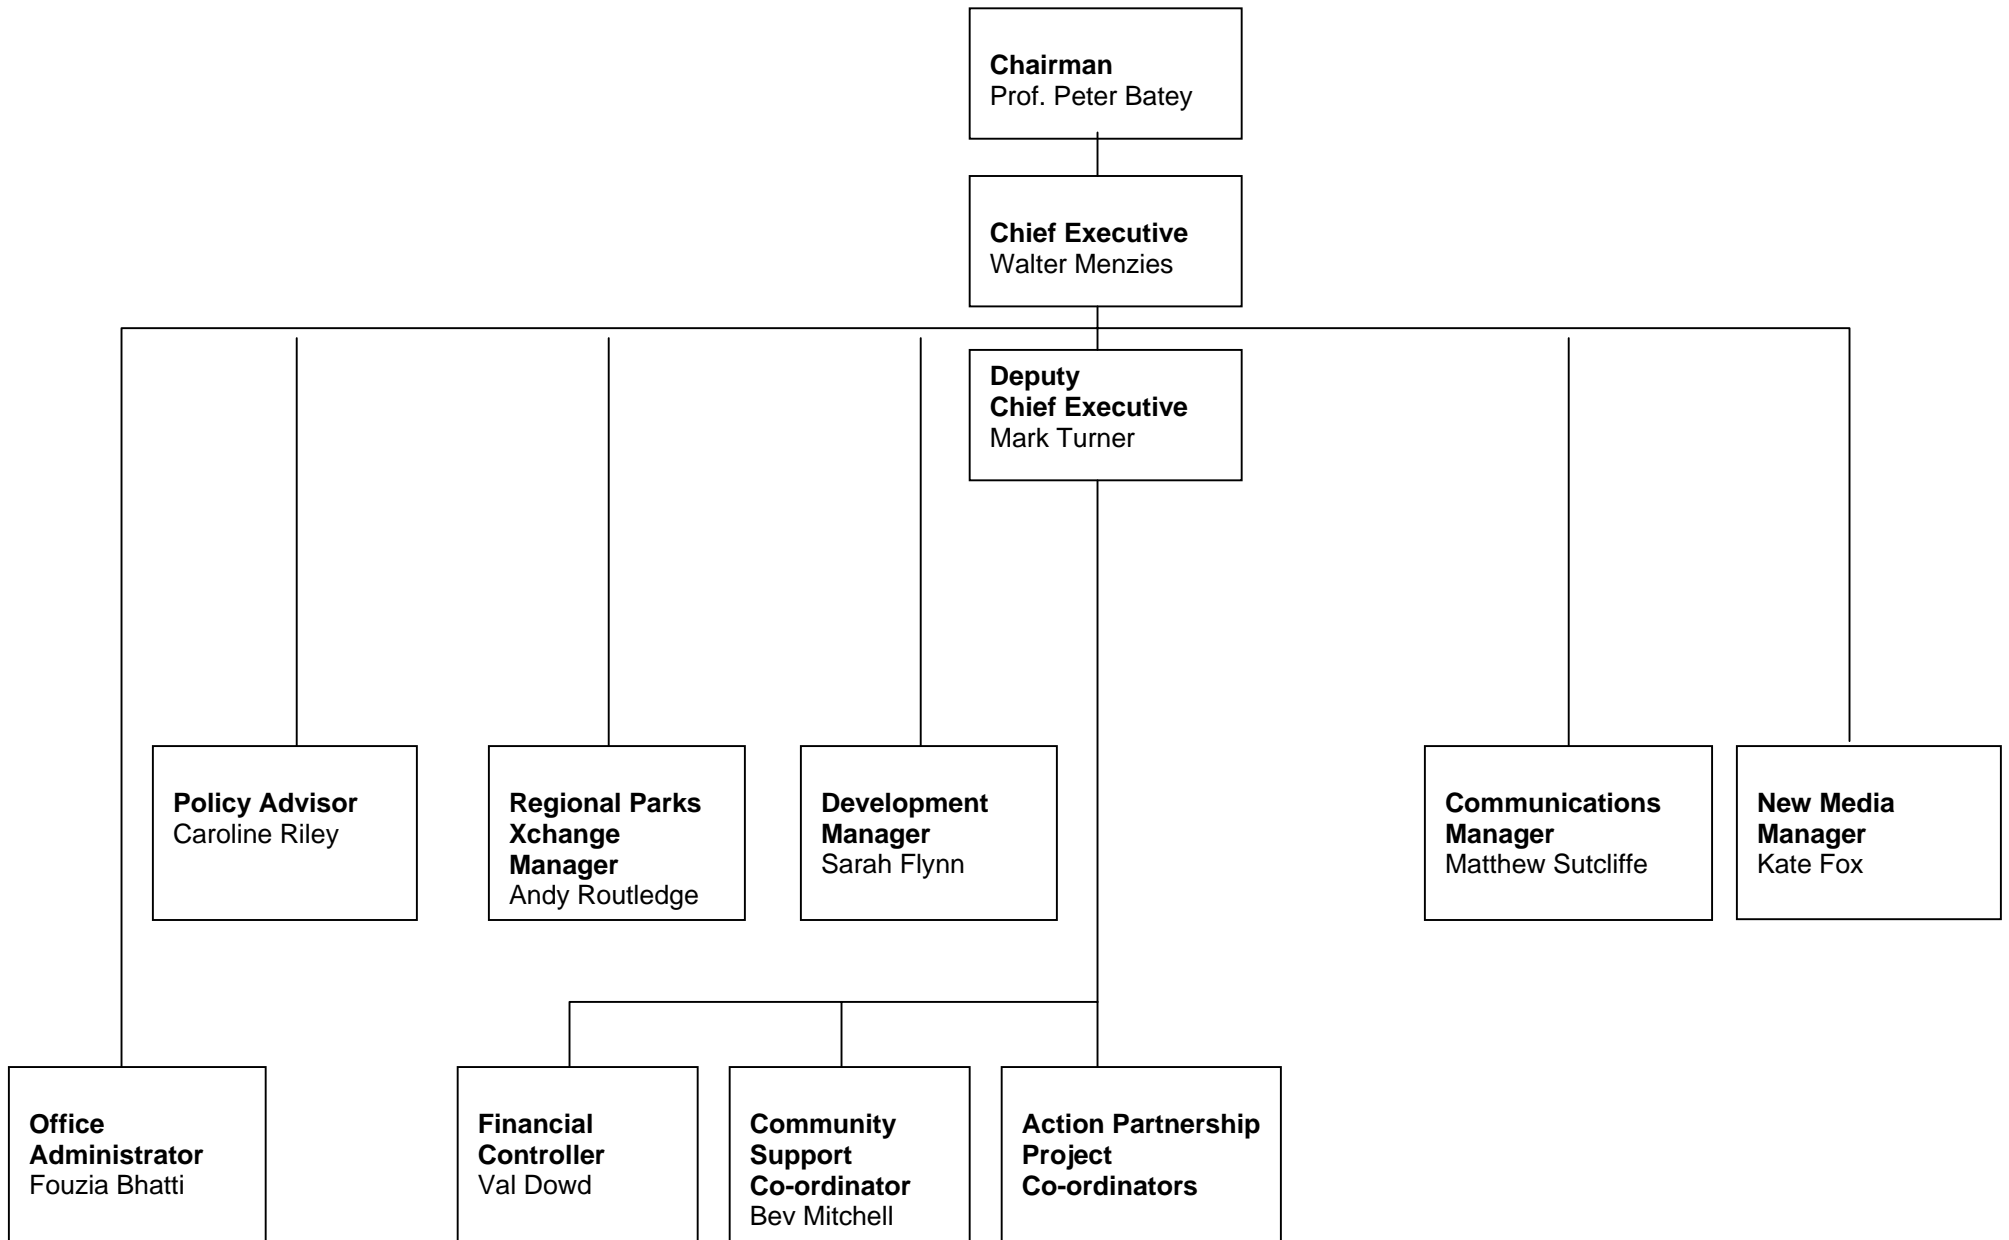 Chairman
Prof. Peter Batey
Chief Executive
Walter Menzies
Deputy
Chief Executive
Mark Turner
Policy Advisor
Caroline Riley
Regional Parks
Xchange
Manager
Andy Routledge
Development
Manager
Sarah Flynn
Communications
Manager
Matthew Sutcliffe
New Media
Manager
Kate Fox
Office
Administrator
Fouzia Bhatti
Financial
Controller
Val Dowd
Community
Support
Co-ordinator
Bev Mitchell
Action Partnership
Project
Co-ordinators